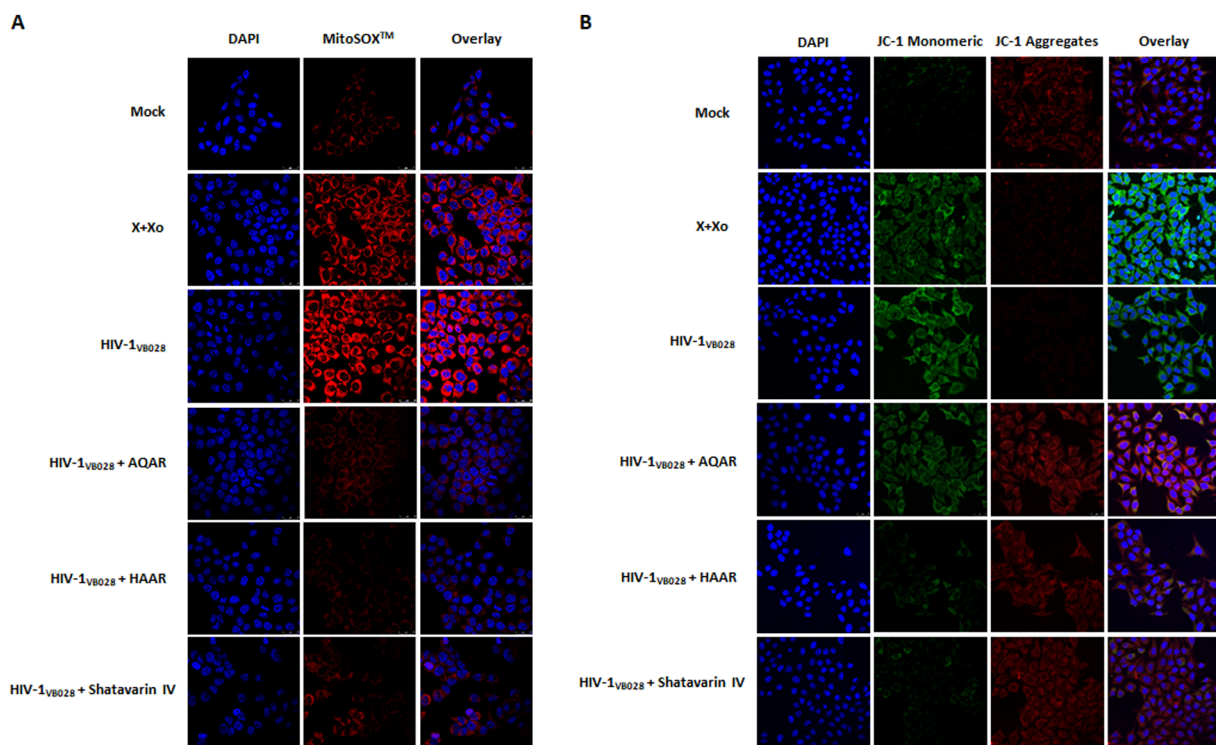 A
DAPI MitoSOX™ Overlay
Mock
X+Xo
HIV-1VB028
HIV-1VB028 + AQAR
HIV-1VB028 + HAAR
HIV-1VB028 + Shatavarin IV
B
DAPI JC-1 Monomeric JC-1 Aggregates Overlay
Mock
X+Xo
HIV-1VB028
HIV-1VB028 + AQAR
HIV-1VB028 + HAAR
HIV-1VB028 + Shatavarin IV